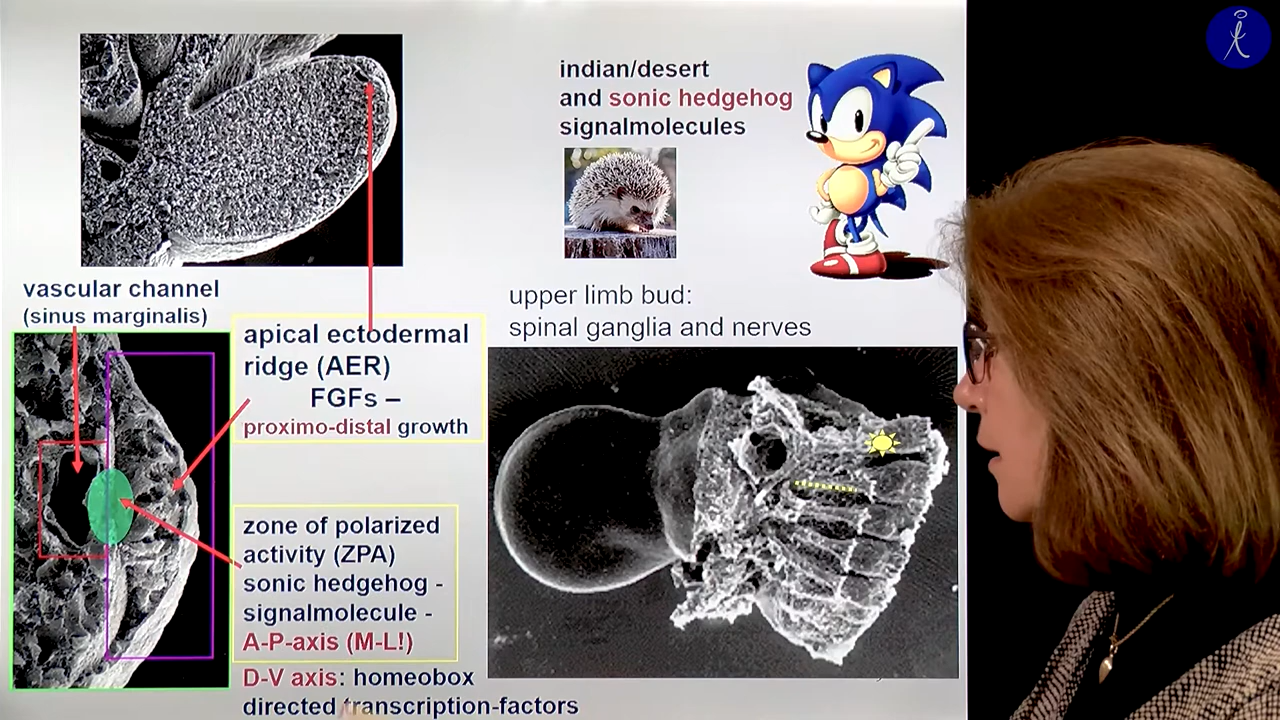 indian/desert
and sonic hedgehog
signalmolecules
vascular channel
(sinus marginalis)
apical ectodermal
ridge (AER)
FGFs –
proximo-distal growth
upper limb bud:
spinal ganglia and nerves
zone of polarized
activity (ZPA)
sonic hedgehog -
signalmolecule -
A-P-axis (M-L!)
D-V axis: homeobox
directed transcription-factors